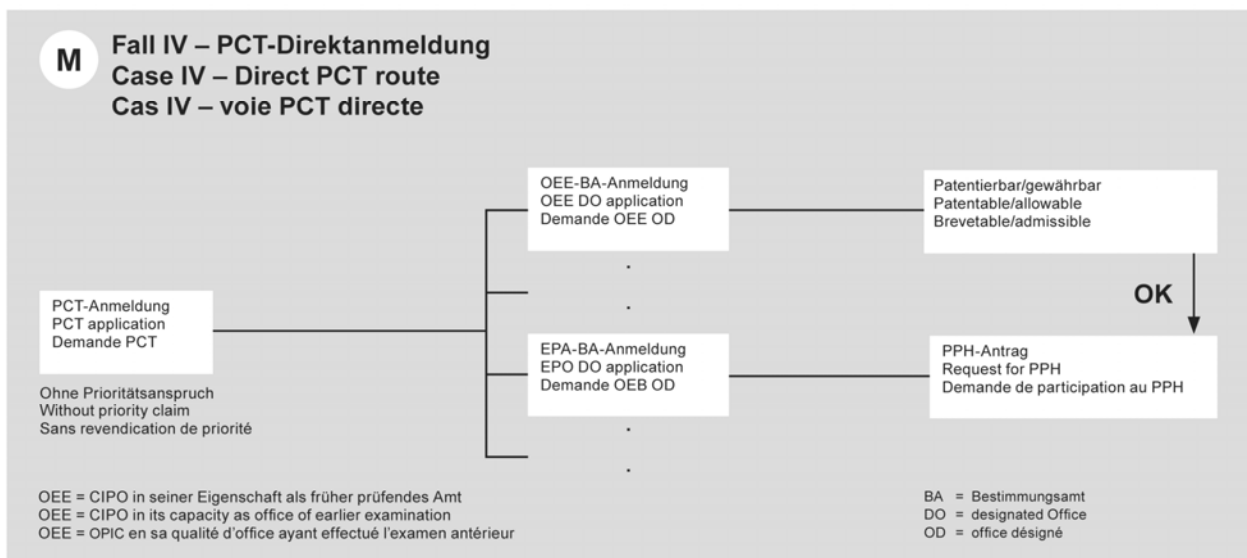 M
Fall IV – PCT-Direktanmeldung
Case IV – Direct PCT route
Cas IV – voie PCT directe
OEE-BA-Anmeldung
OEE DO application
Demande OEE OD
Patentierbar/gewährbar
Patentable/allowable
Brevetable/admissible
OK
PCT-Anmeldung
PCT application
Demande PCT
EPA-BA-Anmeldung
EPO DO application
Demande OEB OD
PPH-Antrag
Request for PPH
Demande de participation au PPH
Ohne Prioritätsanspruch
Without priority claim
Sans revendication de priorité
OEE = CIPO in seiner Eigenschaft als früher prüfendes Amt
OEE = CIPO in its capacity as office of earlier examination
OEE = OPIC en sa qualité d'office ayant effectué l'examen antérieur
BA = Bestimmungsamt
DO = designated Office
OD = office désigné